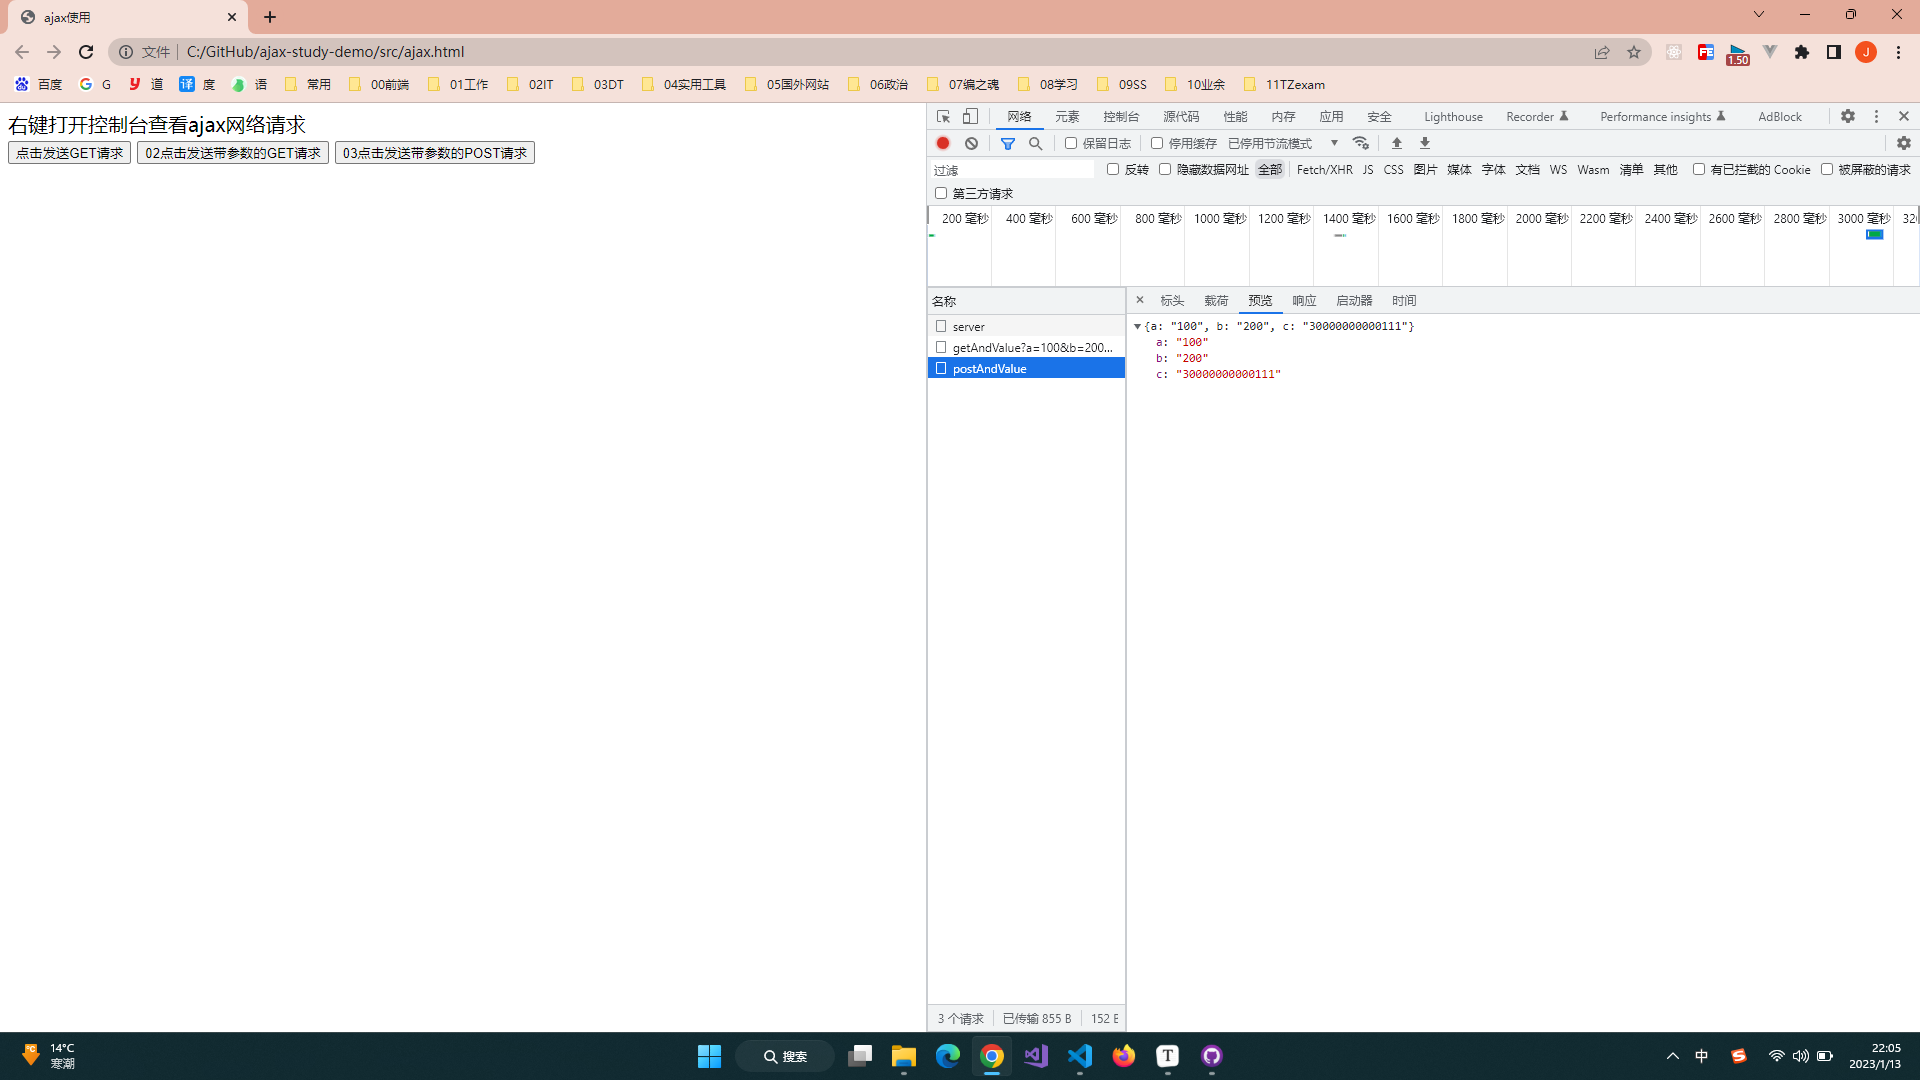 ajax使用
文件 C:/GitHub/ajax-study-demo/src/ajax.html
1.50
J
百度 G 道 译 度 语 常用 00前端 01工作 02IT 03DT 04实用工具 05国外网站 06政治 07编之魂 08学习 09SS 10业余 11TZexam
右键打开控制台查看ajax网络请求
点击发送GET请求 02点击发送带参数的GET请求 03点击发送带参数的POST请求
网络 元素 控制台 源代码 性能 内存 应用 安全 Lighthouse Recorder Performance insights AdBlock
保留日志 停用缓存 已停用节流模式
过滤 反转 隐藏数据网址 全部 Fetch/XHR JS CSS 图片 媒体 字体 文档 WS Wasm 清单 其他 有已拦截的 Cookie 被屏蔽的请求
第三方请求
200 毫秒 400 毫秒 600 毫秒 800 毫秒 1000 毫秒 1200 毫秒 1400 毫秒 1600 毫秒 1800 毫秒 2000 毫秒 2200 毫秒 2400 毫秒 2600 毫秒 2800 毫秒 3000 毫秒
名称
server
getAndValue?a=100&b=200...
postAndValue
标头 载荷 预览 响应 启动器 时间
{a: "100", b: "200", c: "30000000000111"}
a: "100"
b: "200"
c: "30000000000111"
3 个请求 已传输 855 B 152
14°C
寒潮
搜索
T
中
22:05
2023/1/13